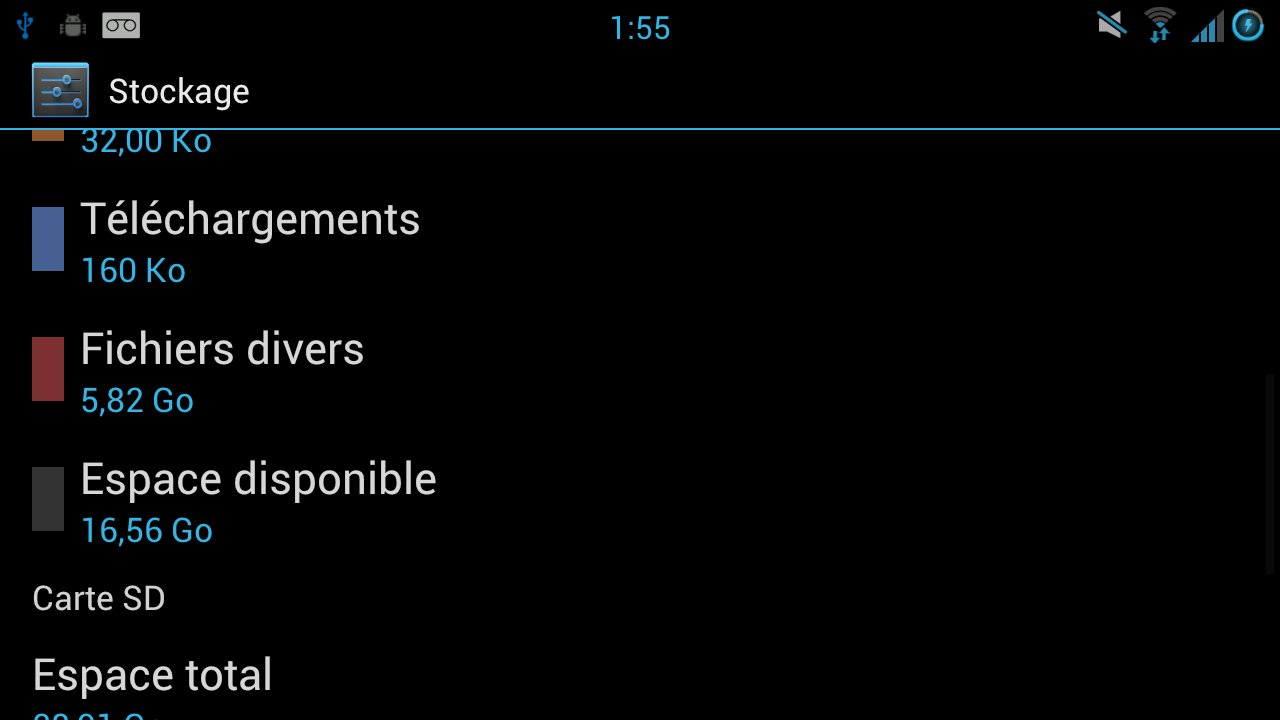 1:55
Stockage
32,00 Ko
Téléchargements
160 Ko
Fichiers divers
5,82 Go
Espace disponible
16,56 Go
Carte SD
Espace total